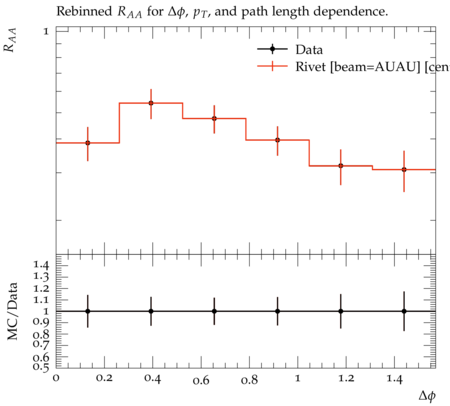 Rebinned R_AA for Δϕ, p_T, and path length dependence.
R_AA
1
Data
Rivet [beam=AUAU] [cen
MC/Data
1.4
1.3
1.2
1.1
1
0.9
0.8
0.7
0.6
0.5
0 0.2 0.4 0.6 0.8 1 1.2 1.4
Δϕ